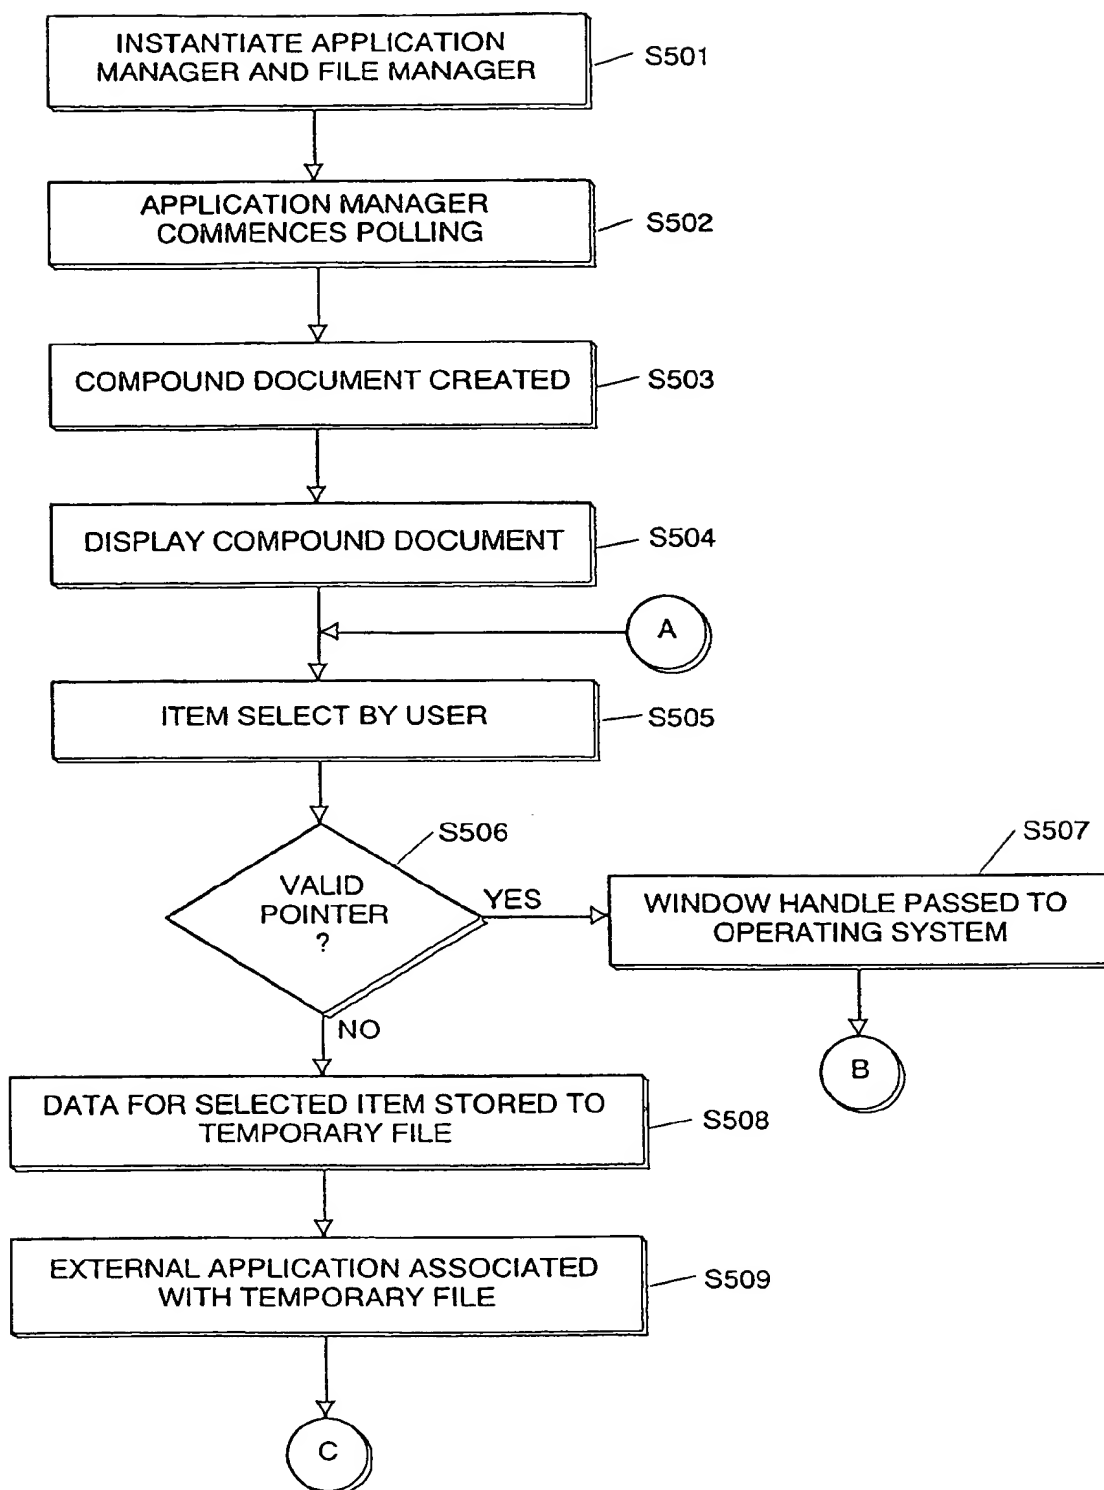 INSTANTIATE APPLICATION
MANAGER AND FILE MANAGER
S501
APPLICATION MANAGER
COMMENCES POLLING
S502
COMPOUND DOCUMENT CREATED
S503
DISPLAY COMPOUND DOCUMENT
S504
A
ITEM SELECT BY USER
S505
S506
VALID
POINTER
?
YES
S507
WINDOW HANDLE PASSED TO
OPERATING SYSTEM
B
NO
DATA FOR SELECTED ITEM STORED TO
TEMPORARY FILE
S508
EXTERNAL APPLICATION ASSOCIATED
WITH TEMPORARY FILE
S509
C